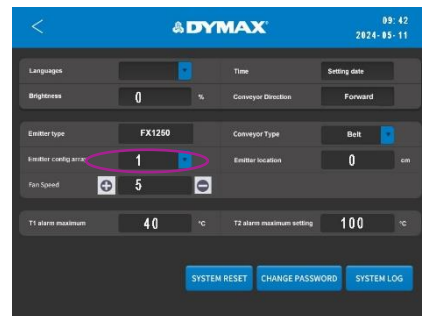 DYMAX
09:42
2024-05-11
Languages
Time Setting date
Brightness 0 % Conveyor Direction Forward
Emitter type FX1250 Conveyor Type Belt
Emitter config array 1 Emitter location 0 cm
Fan Speed 5
T1 alarm maximum 40 °C T2 alarm maximum setting 100 °C
SYSTEM RESET CHANGE PASSWORD SYSTEM LOG